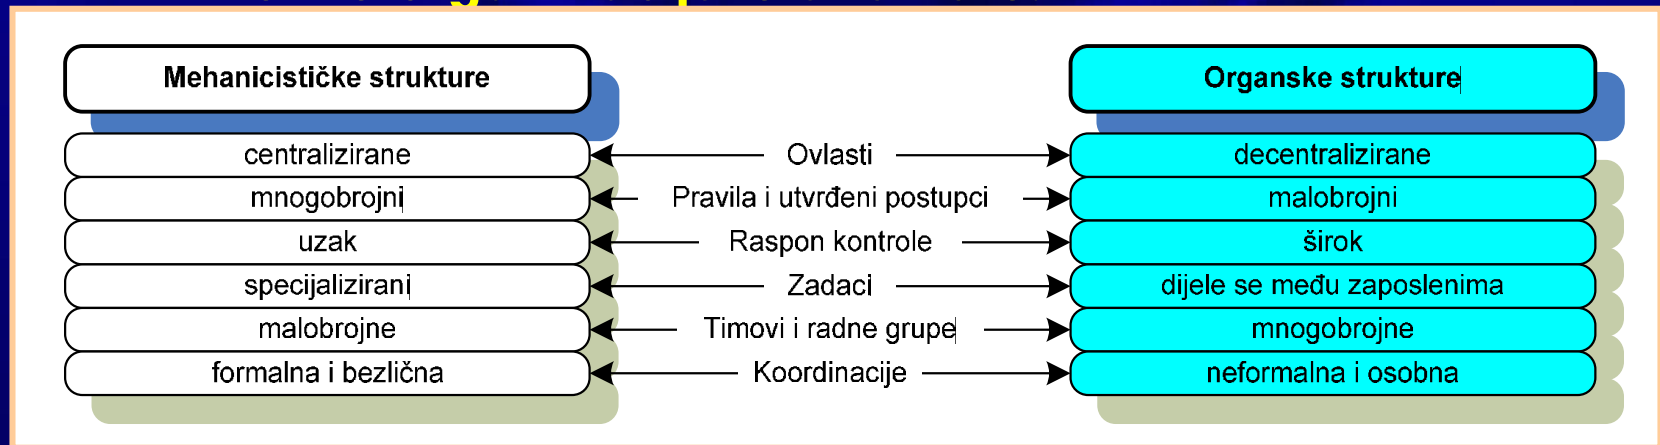 Mehanicističke strukture Organske strukture
centralizirane Ovlasti decentralizirane
mnogobrojni Pravila i utvrđeni postupci malobrojni
uzak Raspon kontrole širok
specijalizirani Zadaci dijele se među zaposlenima
malobrojne Timovi i radne grupe mnogobrojne
formalna i bezlična Koordinacije neformalna i osobna